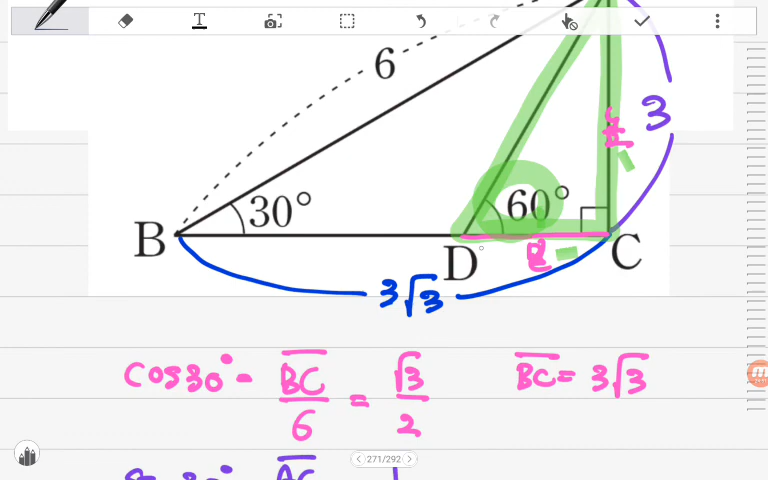 T
6
3
30°
60°
B
D
C
3√3
cos30° = BC/6 = √3/2
BC = 3√3
271/292